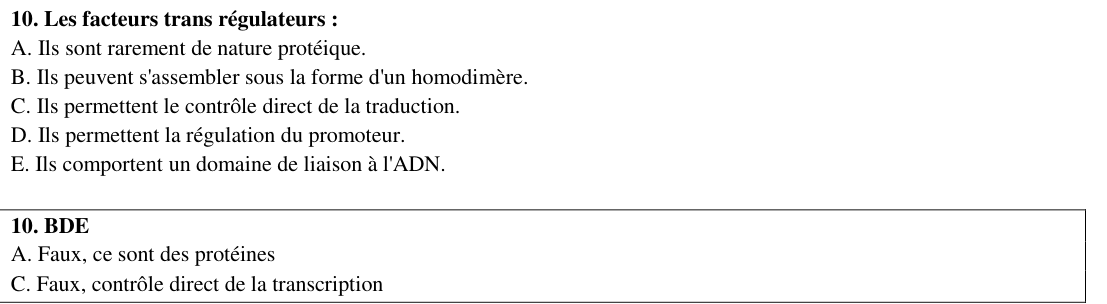 10. Les facteurs trans régulateurs :
A. Ils sont rarement de nature protéique.
B. Ils peuvent s'assembler sous la forme d'un homodimère.
C. Ils permettent le contrôle direct de la traduction.
D. Ils permettent la régulation du promoteur.
E. Ils comportent un domaine de liaison à l'ADN.
10. BDE
A. Faux, ce sont des protéines
C. Faux, contrôle direct de la transcription